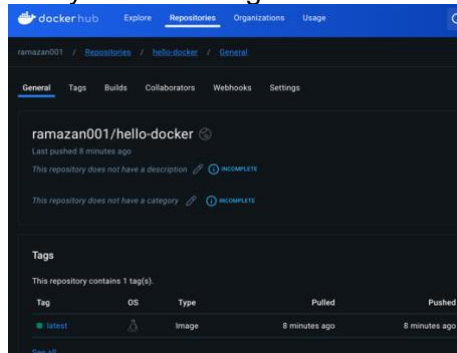 docker hub Explore Repositories Organizations Usage
ramazan001 / Repositories / hello-docker / General
General Tags Builds Collaborators Webhooks Settings
ramazan001/hello-docker
Last pushed 8 minutes ago
This repository does not have a description INCOMPLETE
This repository does not have a category INCOMPLETE
Tags
This repository contains 1 tag(s).
Tag OS Type Pulled Pushed
latest Image 8 minutes ago 8 minutes ago
See all